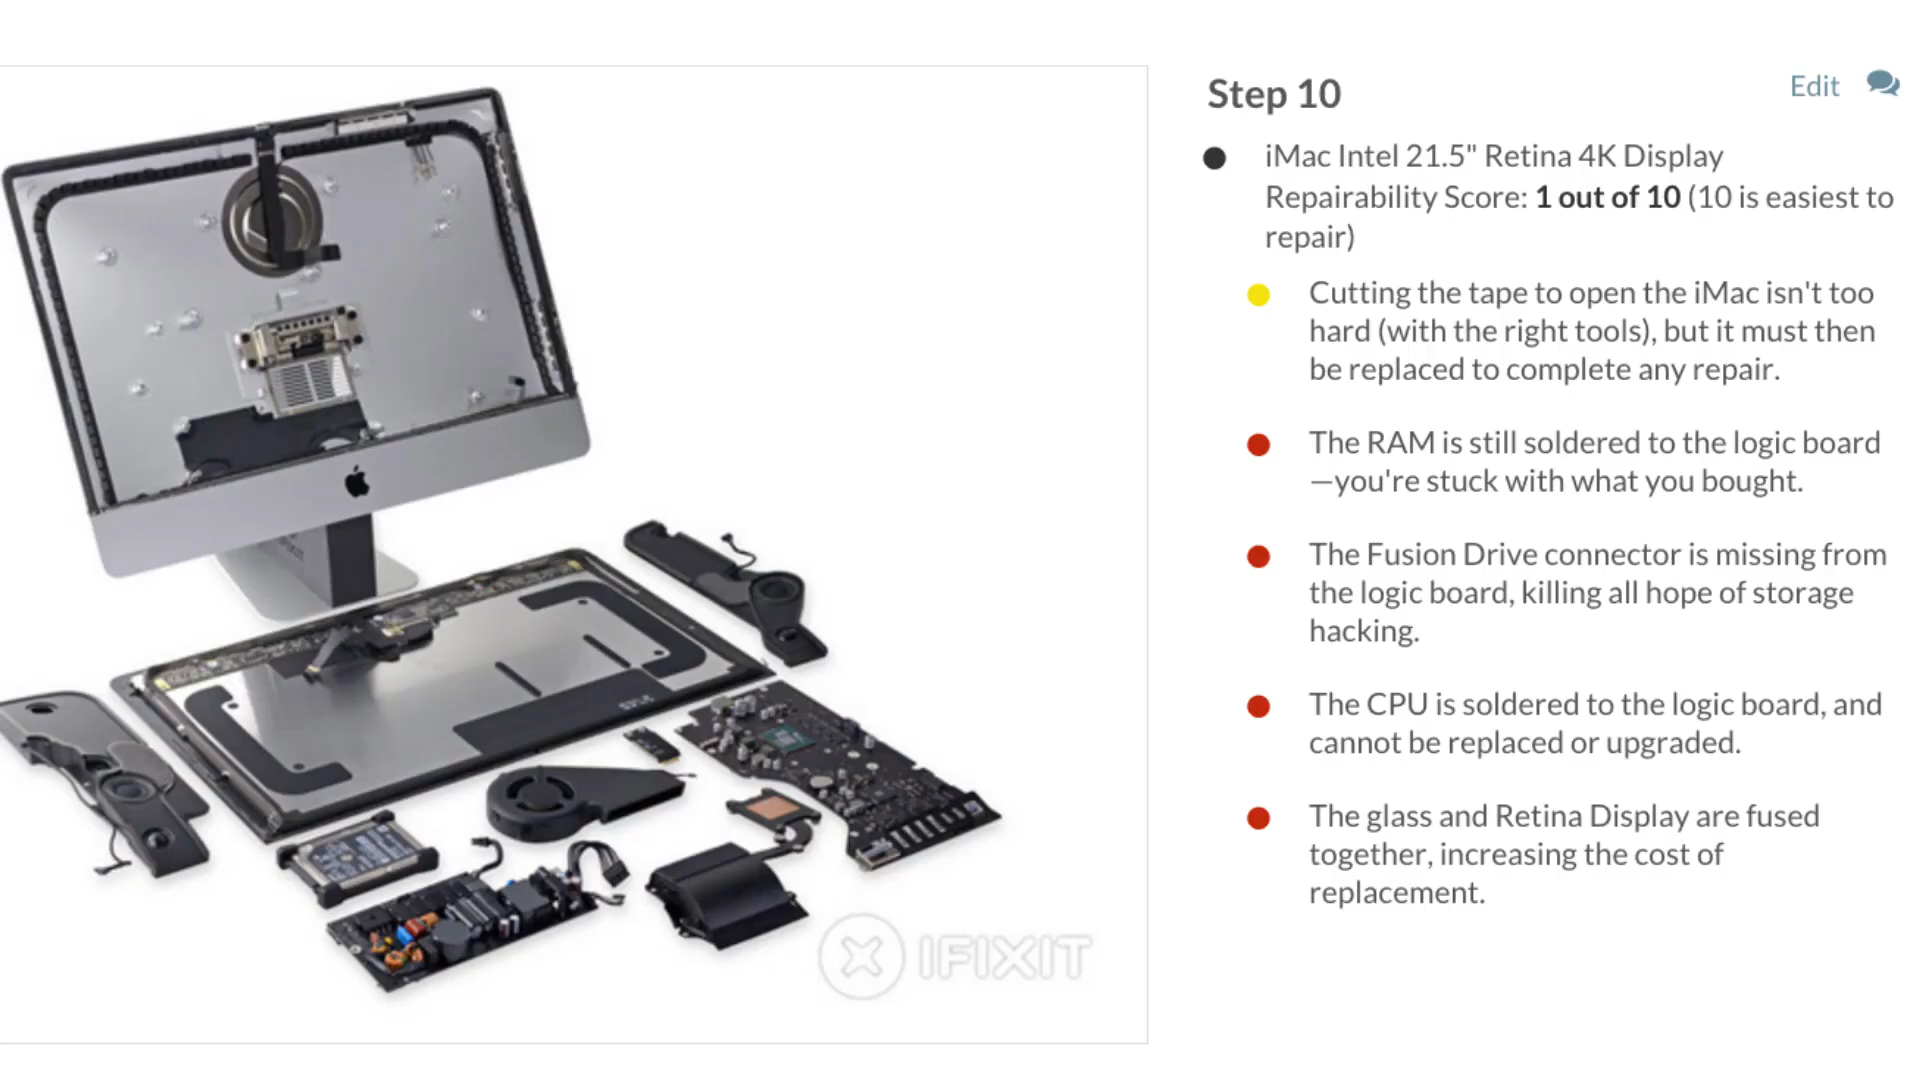 Step 10
Edit
iMac Intel 21.5" Retina 4K Display
Repairability Score: 1 out of 10 (10 is easiest to
repair)
Cutting the tape to open the iMac isn't too
hard (with the right tools), but it must then
be replaced to complete any repair.
The RAM is still soldered to the logic board
—you're stuck with what you bought.
The Fusion Drive connector is missing from
the logic board, killing all hope of storage
hacking.
The CPU is soldered to the logic board, and
cannot be replaced or upgraded.
The glass and Retina Display are fused
together, increasing the cost of
replacement.
IFIXIT